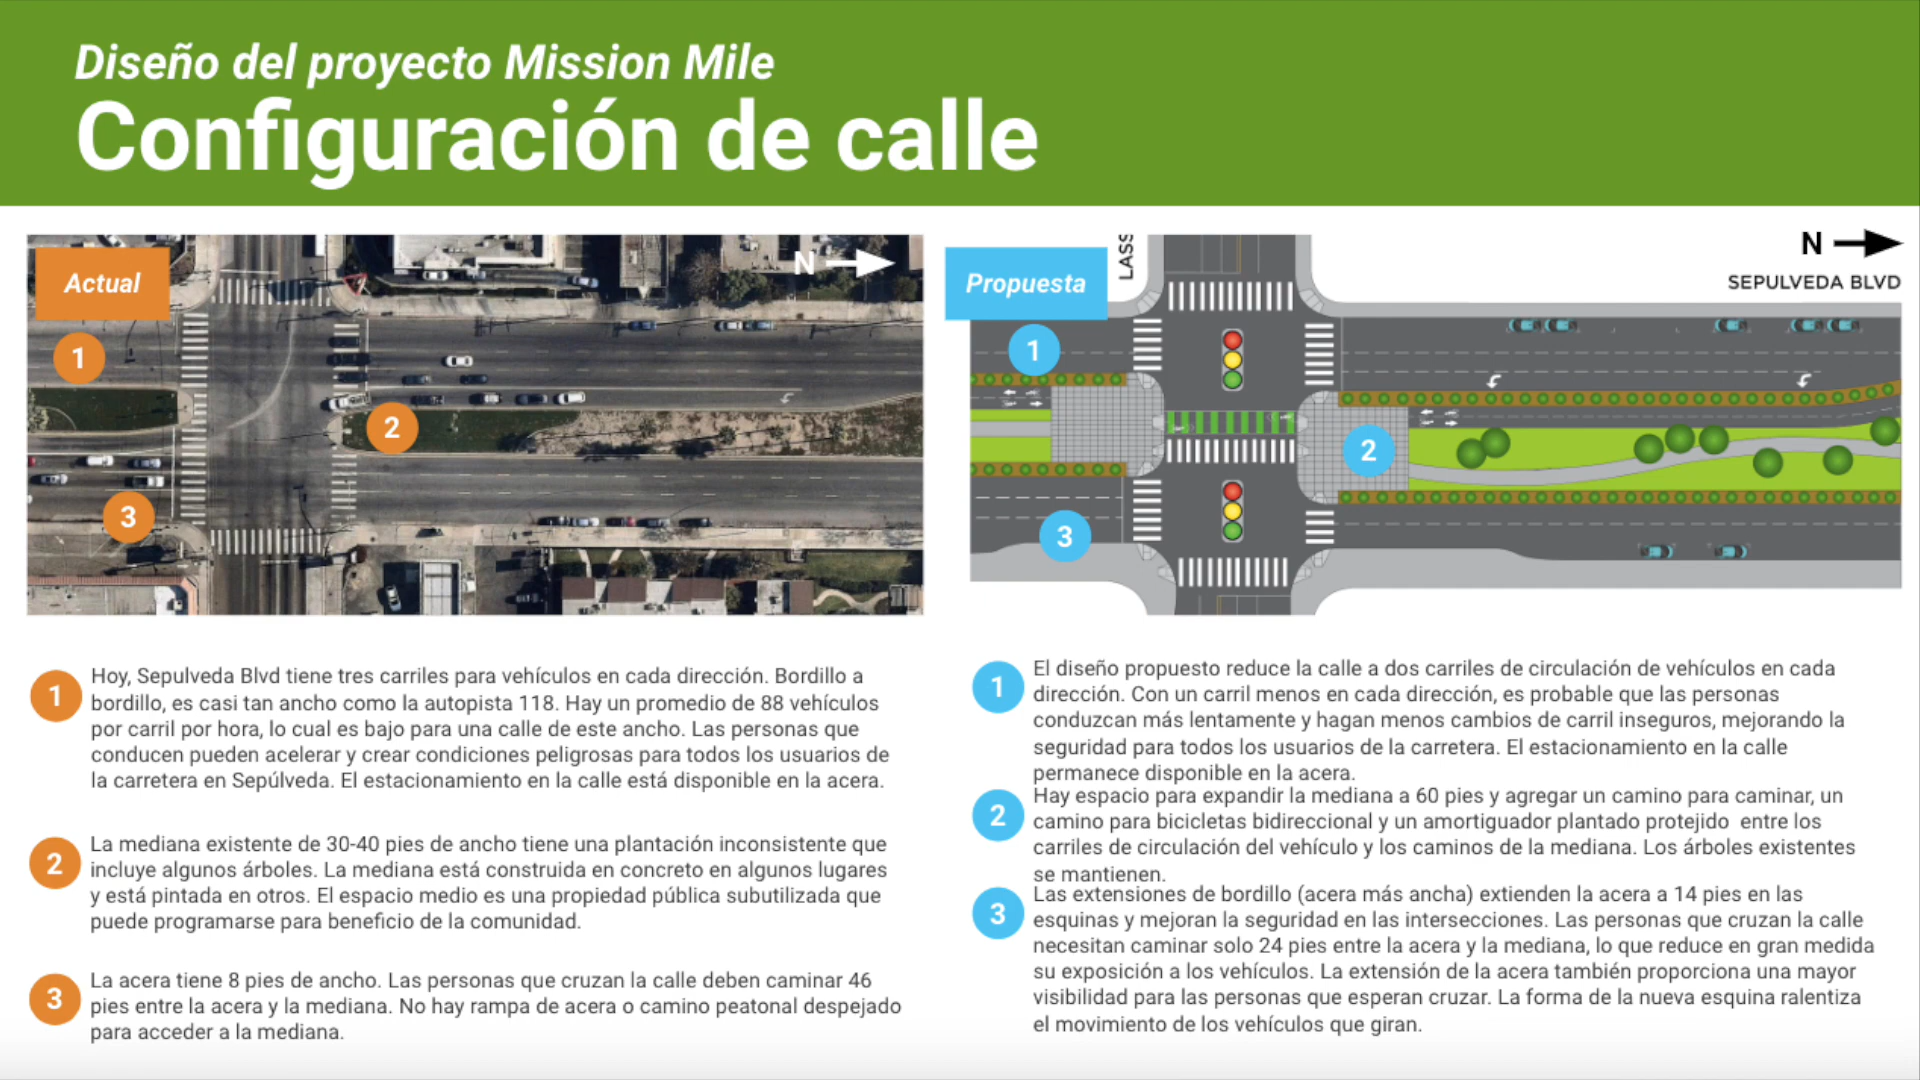 Diseño del proyecto Mission Mile
Configuración de calle
Actual
N
1
2
3
Propuesta
LASS
N
SEPULVEDA BLVD
1
2
3
1
Hoy, Sepulveda Blvd tiene tres carriles para vehículos en cada dirección. Bordillo a
bordillo, es casi tan ancho como la autopista 118. Hay un promedio de 88 vehículos
por carril por hora, lo cual es bajo para una calle de este ancho. Las personas que
conducen pueden acelerar y crear condiciones peligrosas para todos los usuarios de
la carretera en Sepúlveda. El estacionamiento en la calle está disponible en la acera.
2
La mediana existente de 30-40 pies de ancho tiene una plantación inconsistente que
incluye algunos árboles. La mediana está construida en concreto en algunos lugares
y está pintada en otros. El espacio medio es una propiedad pública subutilizada que
puede programarse para beneficio de la comunidad.
3
La acera tiene 8 pies de ancho. Las personas que cruzan la calle deben caminar 46
pies entre la acera y la mediana. No hay rampa de acera o camino peatonal despejado
para acceder a la mediana.
1
El diseño propuesto reduce la calle a dos carriles de circulación de vehículos en cada
dirección. Con un carril menos en cada dirección, es probable que las personas
conduzcan más lentamente y hagan menos cambios de carril inseguros, mejorando la
seguridad para todos los usuarios de la carretera. El estacionamiento en la calle
permanece disponible en la acera.
2
Hay espacio para expandir la mediana a 60 pies y agregar un camino para caminar, un
camino para bicicletas bidireccional y un amortiguador plantado protejido entre los
carriles de circulación del vehículo y los caminos de la mediana. Los árboles existentes
se mantienen.
3
Las extensiones de bordillo (acera más ancha) extienden la acera a 14 pies en las
esquinas y mejoran la seguridad en las intersecciones. Las personas que cruzan la calle
necesitan caminar solo 24 pies entre la acera y la mediana, lo que reduce en gran medida
su exposición a los vehículos. La extensión de la acera también proporciona una mayor
visibilidad para las personas que esperan cruzar. La forma de la nueva esquina ralentiza
el movimiento de los vehículos que giran.